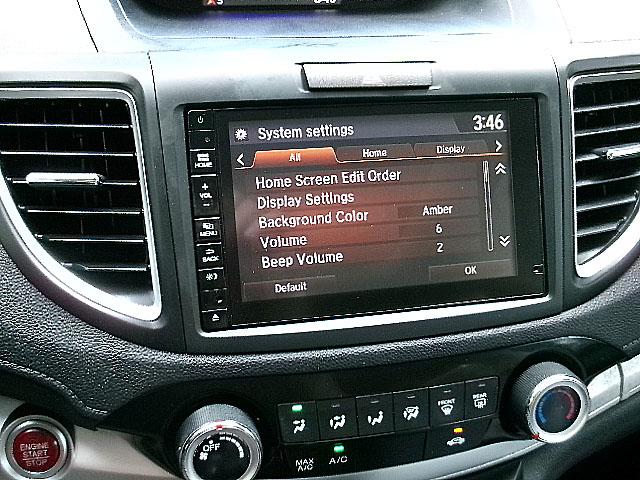 System settings
3:46
All
Home
Display
Home Screen Edit Order
Display Settings
Background Color
Amber
Volume
6
Beep Volume
2
Default
OK
HOME
+
VOL
−
MENU
BACK
ENGINE
START
STOP
OFF
MAX
A/C
A/C
FRONT
REAR